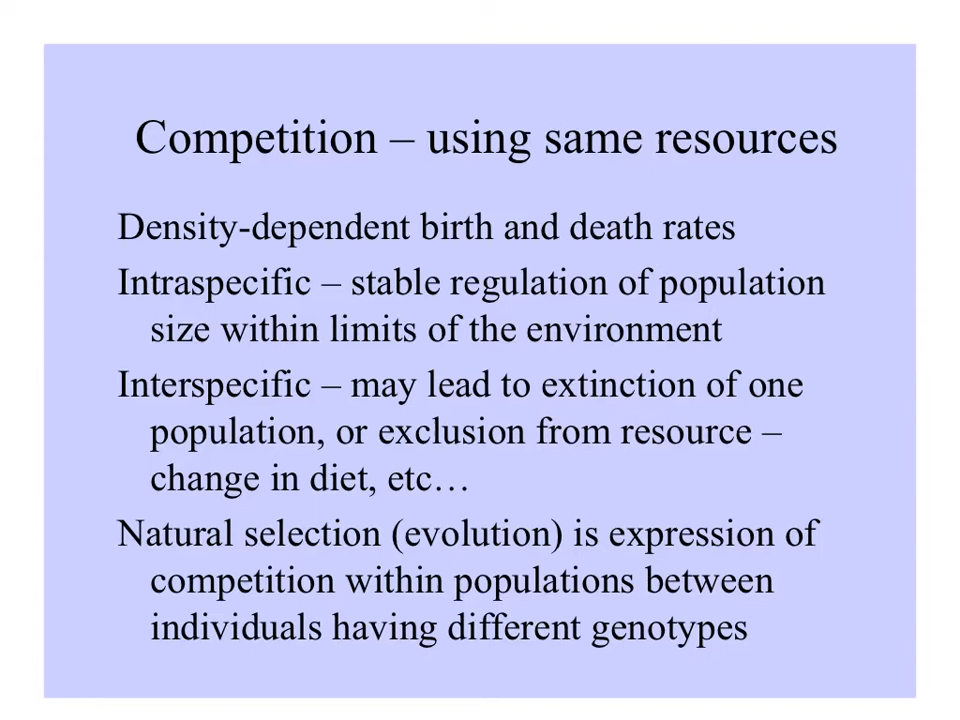 Competition – using same resources
Density-dependent birth and death rates
Intraspecific – stable regulation of population
size within limits of the environment
Interspecific – may lead to extinction of one
population, or exclusion from resource –
change in diet, etc…
Natural selection (evolution) is expression of
competition within populations between
individuals having different genotypes